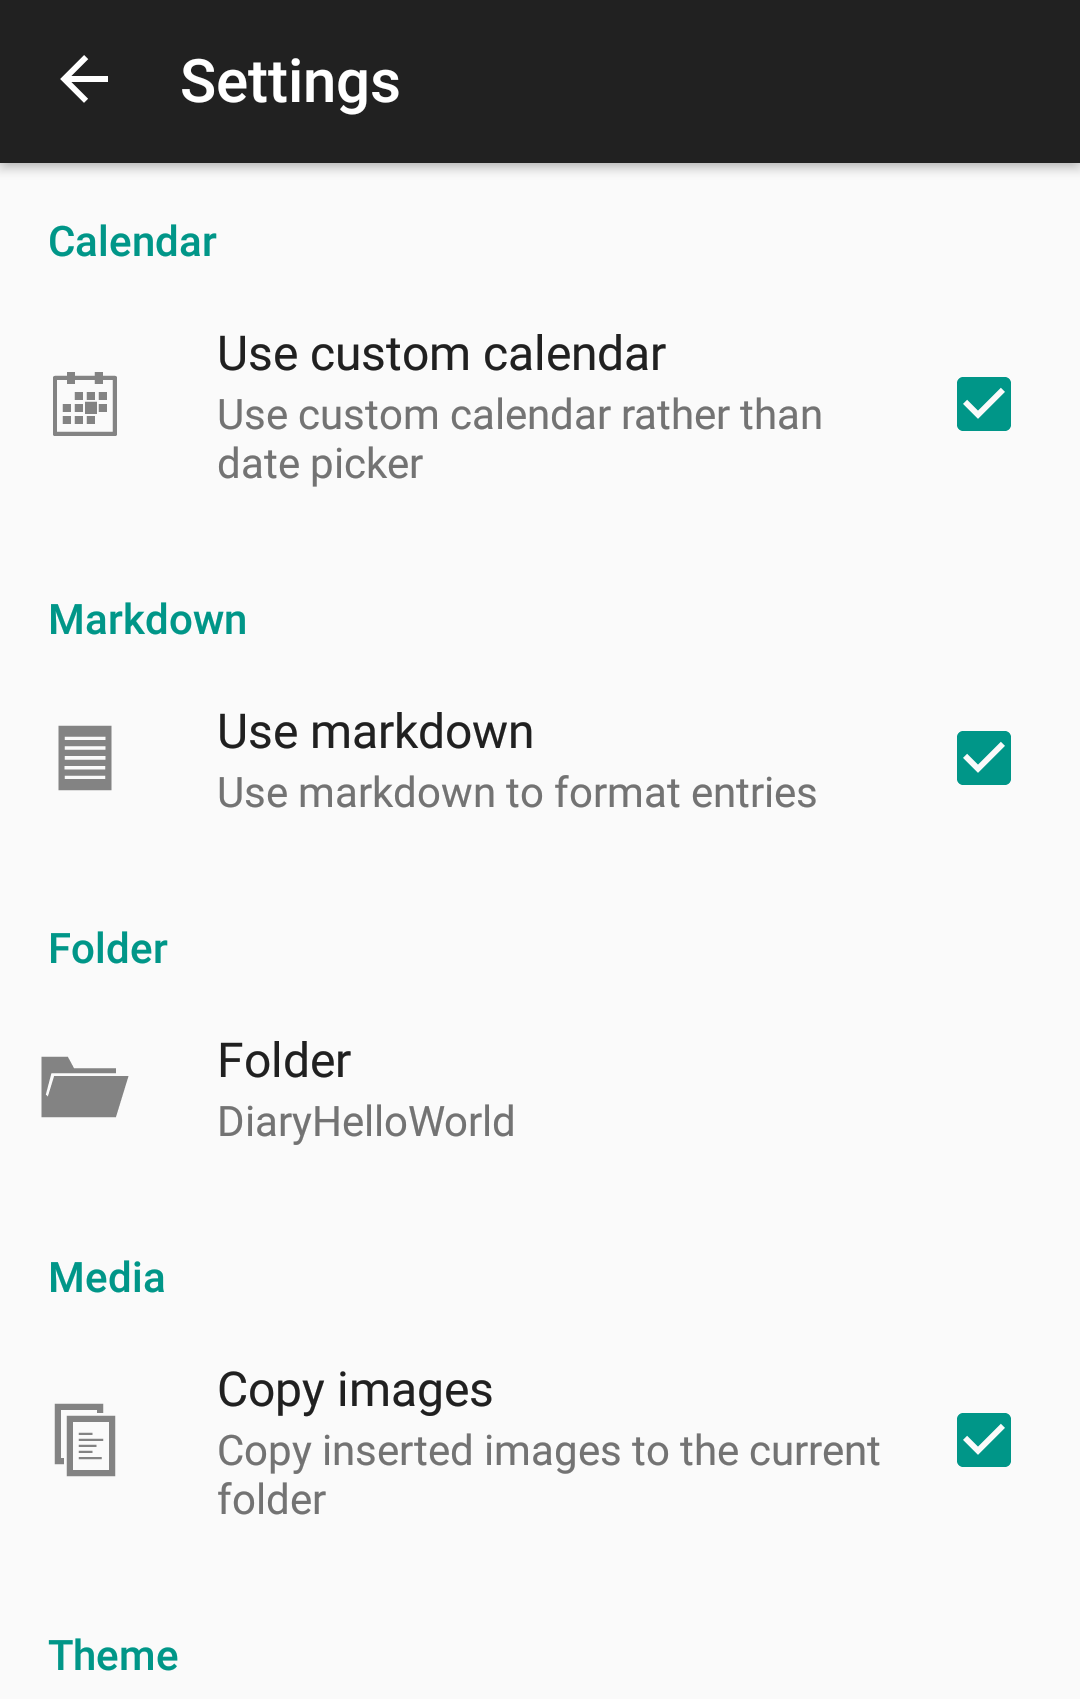 Settings
Calendar
Use custom calendar
Use custom calendar rather than
date picker
Markdown
Use markdown
Use markdown to format entries
Folder
Folder
DiaryHelloWorld
Media
Copy images
Copy inserted images to the current
folder
Theme